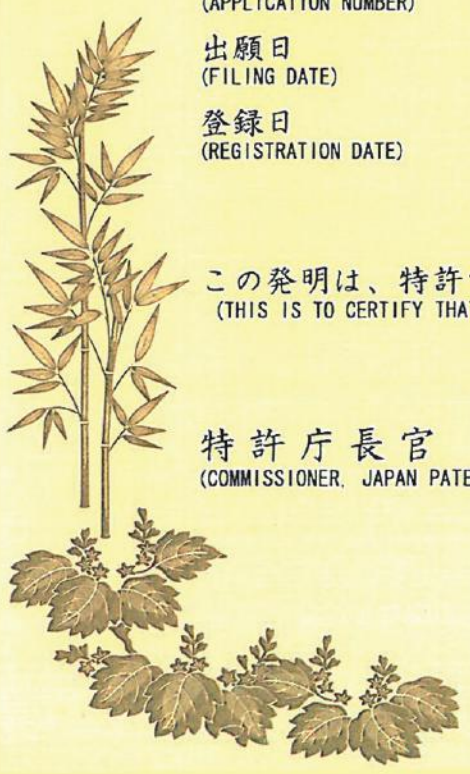 (APPLICATION NUMBER)
出願日
(FILING DATE)
登録日
(REGISTRATION DATE)
この発明は、特許
(THIS IS TO CERTIFY THAT
特許庁長官
(COMMISSIONER, JAPAN PATE